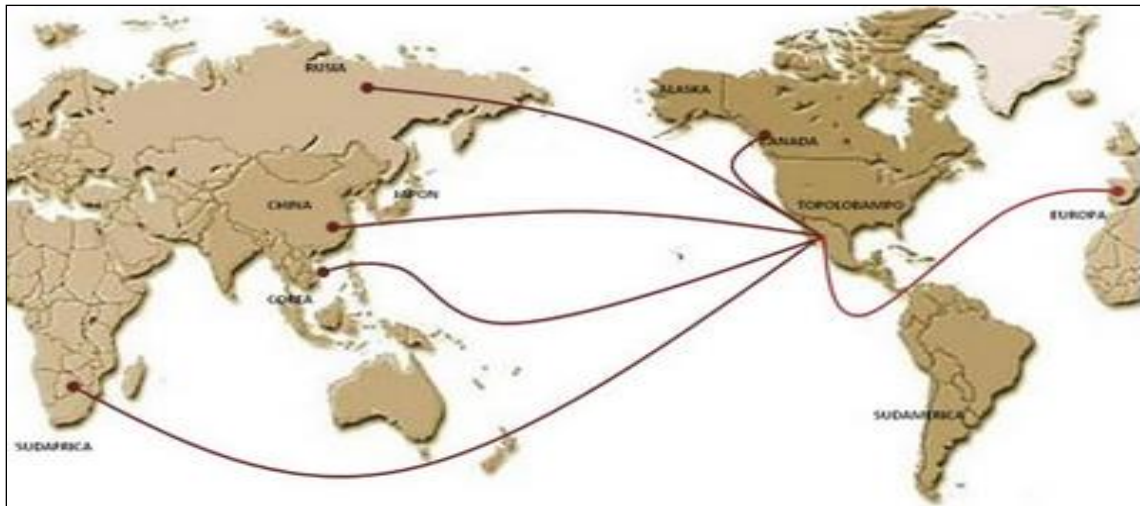 RUSIA
ALASKA
CANADA
CHINA
JAPON
TOPOLOBAMPO
EUROPA
COREA
SUDAMERICA
SUDAFRICA